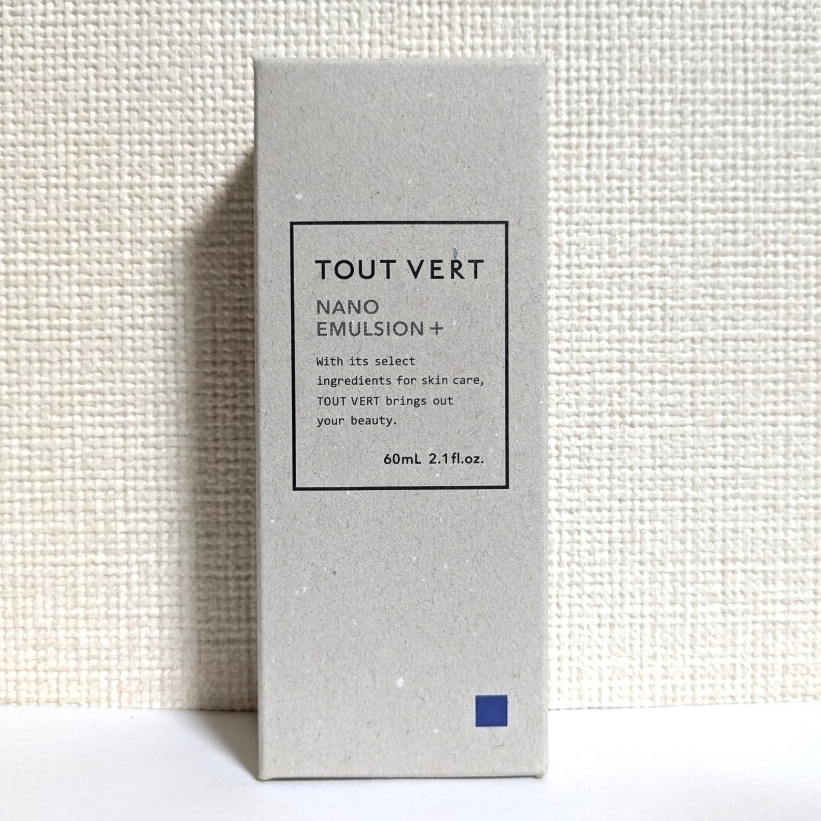 TOUT VERT
NANO
EMULSION+
With its select
ingredients for skin care,
TOUT VERT brings out
your beauty.
60mL 2.1fl.oz.